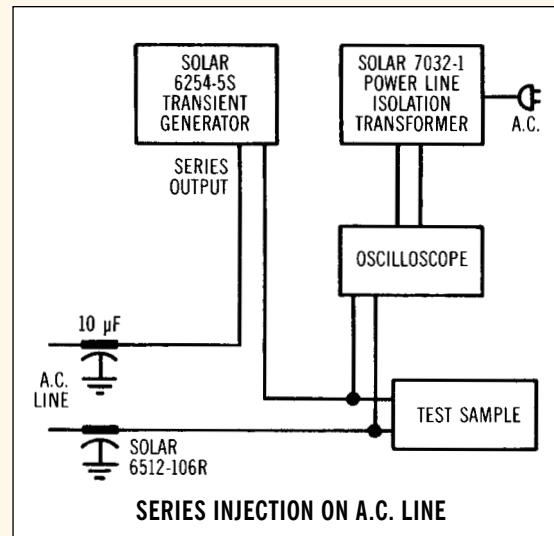 SOLAR
6254-5S
TRANSIENT
GENERATOR
SOLAR 7032-1
POWER LINE
ISOLATION
TRANSFORMER
A.C.
SERIES
OUTPUT
OSCILLOSCOPE
10 µF
A.C.
LINE
TEST SAMPLE
SOLAR
6512-106R
SERIES INJECTION ON A.C. LINE